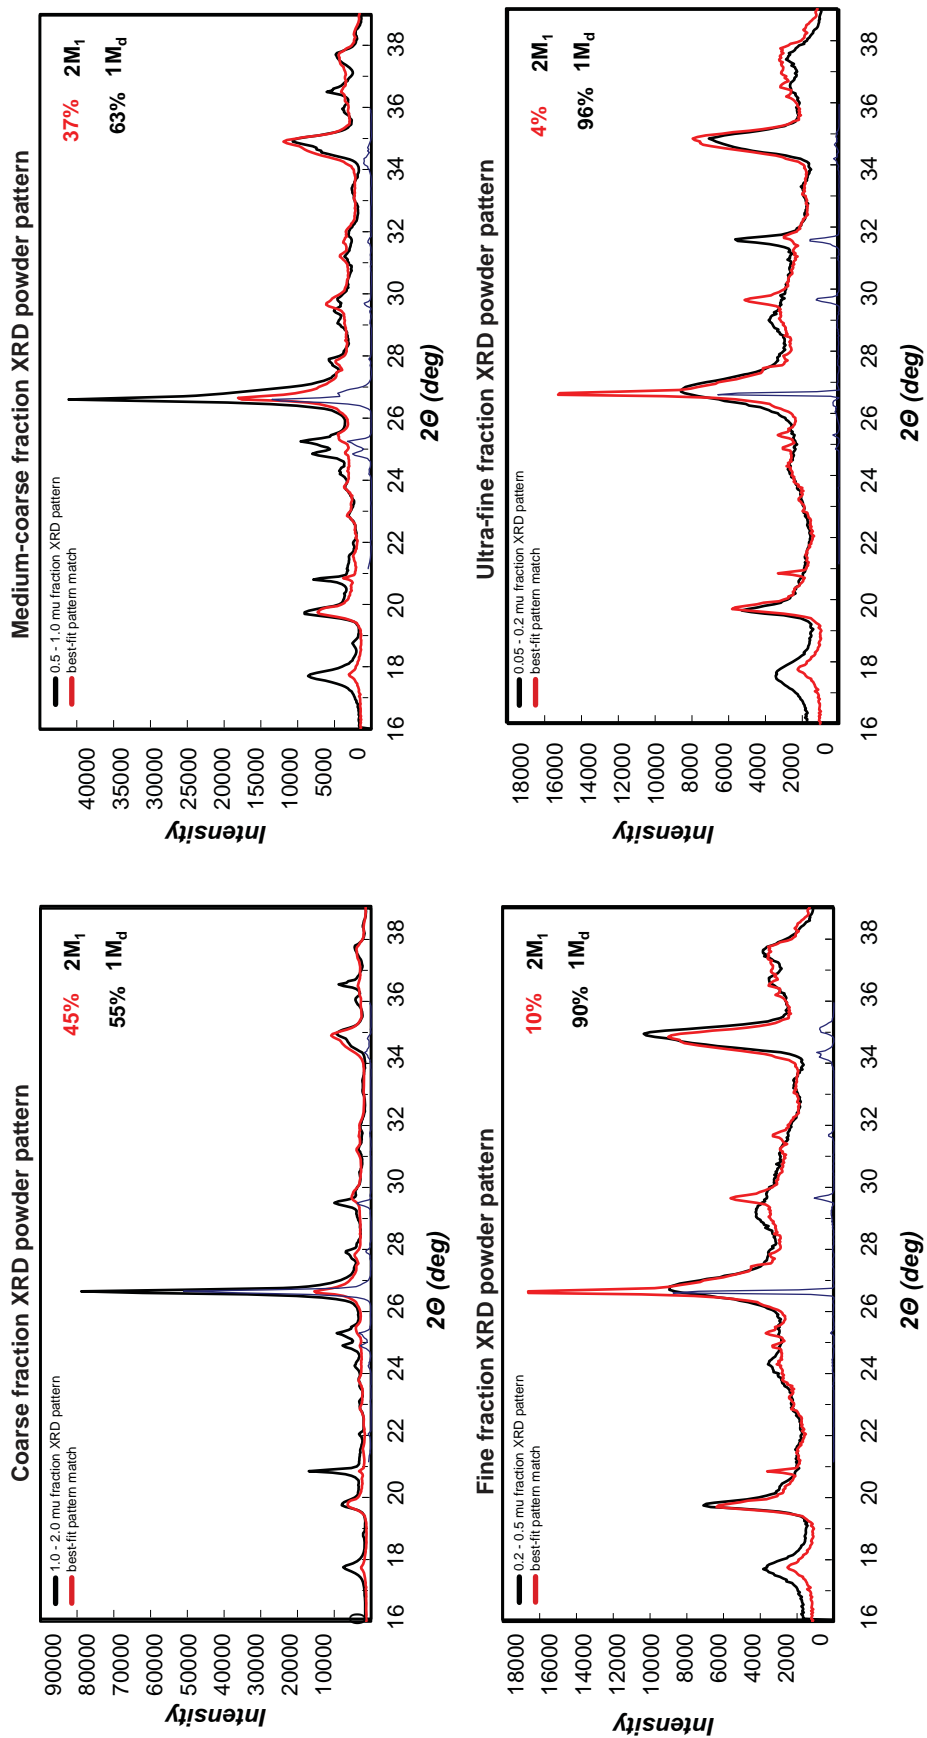 Coarse fraction XRD powder pattern
1.0 - 2.0 mu fraction XRD pattern
best-fit pattern match
45% 2M₁
55% 1Md
90000
80000
70000
60000
50000
40000
30000
20000
10000
0
Intensity
16 18 20 22 24 26 28 30 32 34 36 38
2Θ (deg)
Medium-coarse fraction XRD powder pattern
0.5 - 1.0 mu fraction XRD pattern
best-fit pattern match
37% 2M₁
63% 1Md
40000
35000
30000
25000
20000
15000
10000
5000
0
Intensity
16 18 20 22 24 26 28 30 32 34 36 38
2Θ (deg)
Fine fraction XRD powder pattern
0.2 - 0.5 mu fraction XRD pattern
best-fit pattern match
10% 2M₁
90% 1Md
18000
16000
14000
12000
10000
8000
6000
4000
2000
0
Intensity
16 18 20 22 24 26 28 30 32 34 36 38
2Θ (deg)
Ultra-fine fraction XRD powder pattern
0.05 - 0.2 mu fraction XRD pattern
best-fit pattern match
4% 2M₁
96% 1Md
18000
16000
14000
12000
10000
8000
6000
4000
2000
0
Intensity
16 18 20 22 24 26 28 30 32 34 36 38
2Θ (deg)